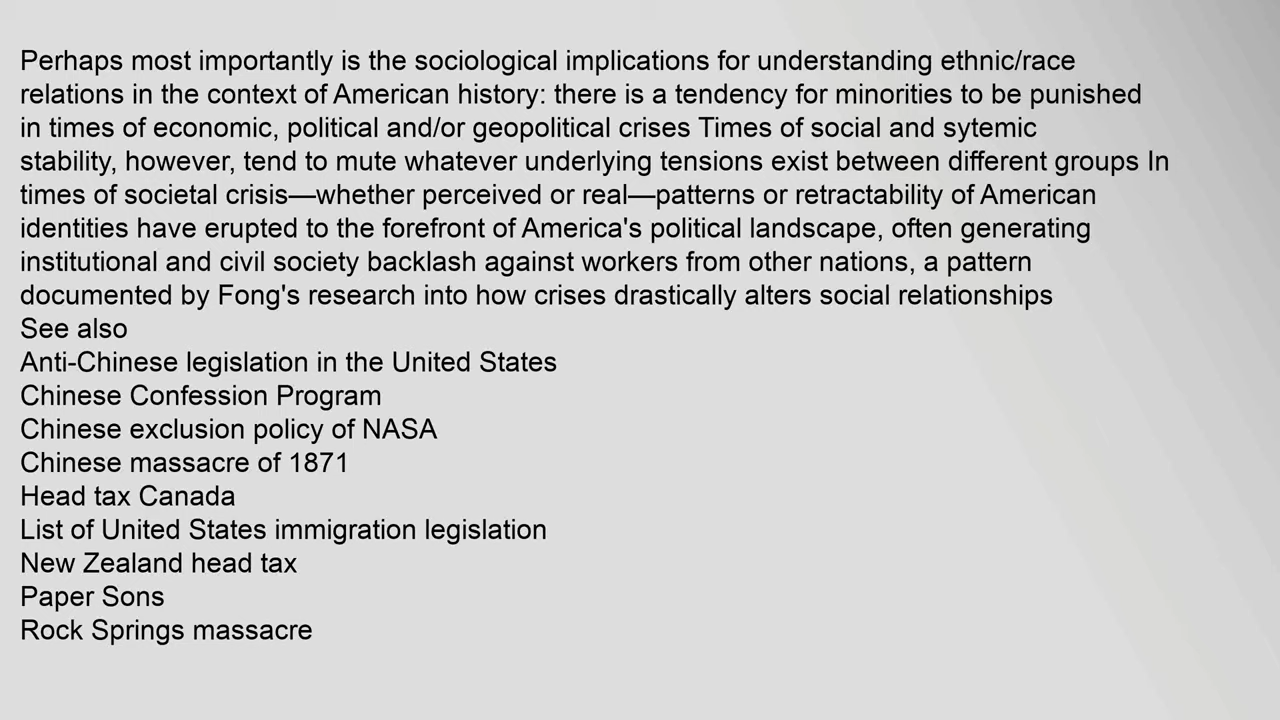 Perhaps most importantly is the sociological implications for understanding ethnic/race
relations in the context of American history: there is a tendency for minorities to be punished
in times of economic, political and/or geopolitical crises Times of social and sytemic
stability, however, tend to mute whatever underlying tensions exist between different groups In
times of societal crisis—whether perceived or real—patterns or retractability of American
identities have erupted to the forefront of America's political landscape, often generating
institutional and civil society backlash against workers from other nations, a pattern
documented by Fong's research into how crises drastically alters social relationships
See also
Anti-Chinese legislation in the United States
Chinese Confession Program
Chinese exclusion policy of NASA
Chinese massacre of 1871
Head tax Canada
List of United States immigration legislation
New Zealand head tax
Paper Sons
Rock Springs massacre